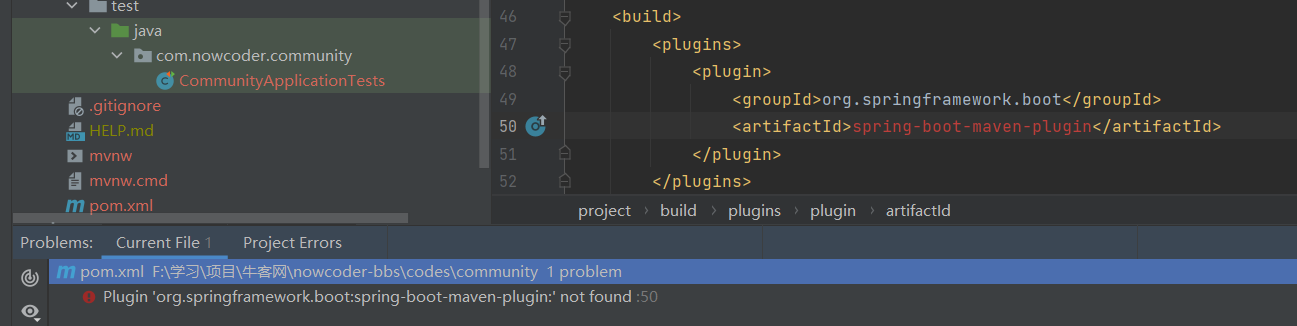 test
java
com.nowcoder.community
CommunityApplicationTests
.gitignore
HELP.md
mvnw
mvnw.cmd
pom.xml
46 <build>
47 <plugins>
48 <plugin>
49 <groupId>org.springframework.boot</groupId>
50 <artifactId>spring-boot-maven-plugin</artifactId>
51 </plugin>
52 </plugins>
project › build › plugins › plugin › artifactId
Problems: Current File 1 Project Errors
pom.xml F:\学习\项目\牛客网\nowcoder-bbs\codes\community 1 problem
Plugin 'org.springframework.boot:spring-boot-maven-plugin:' not found :50